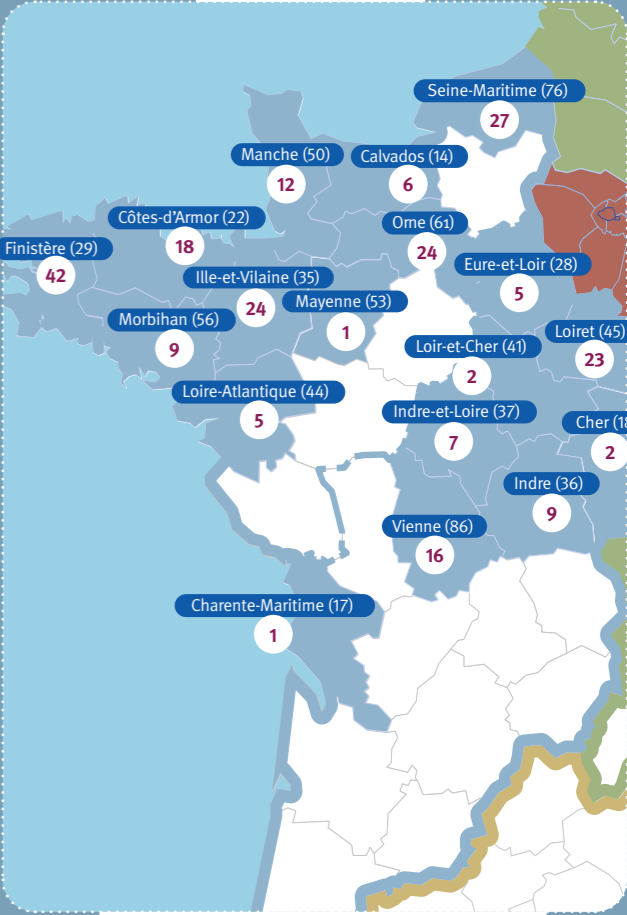 Seine-Maritime (76)
27
Manche (50)
12
Calvados (14)
6
Côtes-d'Armor (22)
18
Orne (61)
24
Finistère (29)
42
Ille-et-Vilaine (35)
24
Eure-et-Loir (28)
5
Mayenne (53)
1
Morbihan (56)
9
Loiret (45)
23
Loir-et-Cher (41)
2
Loire-Atlantique (44)
5
Indre-et-Loire (37)
7
Cher (18
2
Indre (36)
9
Vienne (86)
16
Charente-Maritime (17)
1